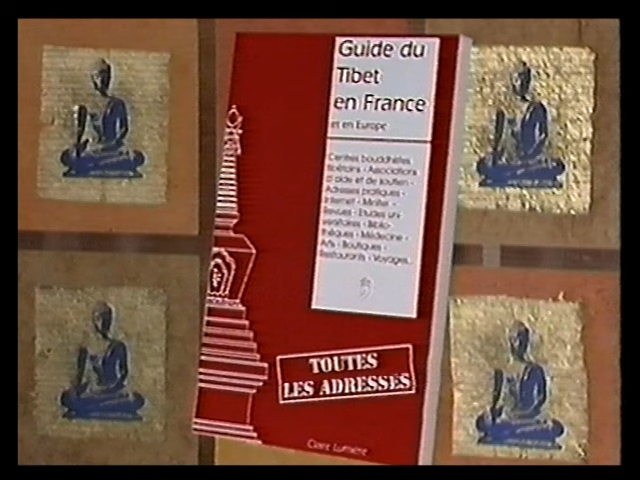 Guide du
Tibet
en France
et en Europe
Centres bouddhistes
tibétains - Associations
d'aide et de soutien -
Adresses pratiques -
Internet - Minitel -
Revues - Etudes uni-
versitaires - Biblio-
thèques - Médecine -
Arts - Boutiques -
Restaurants - Voyages...
TOUTES
LES ADRESSES
Claire Lumière